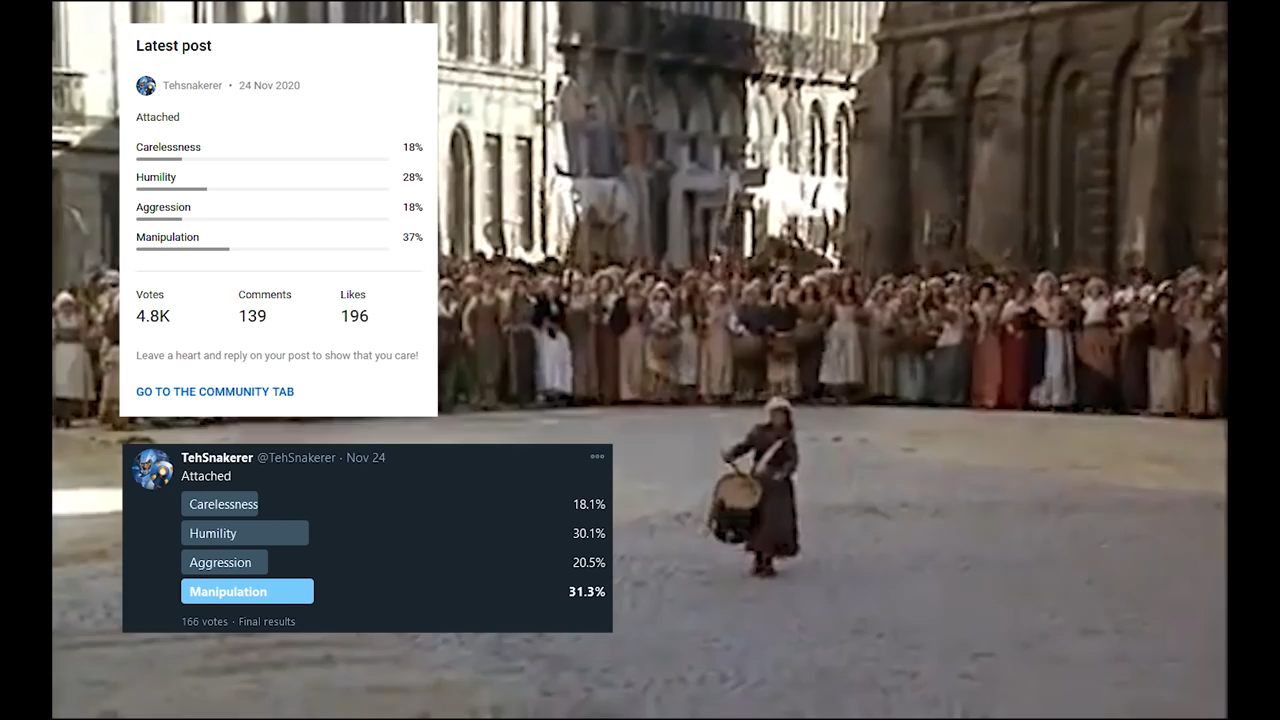 Latest post
Tehsnakerer • 24 Nov 2020
Attached
Carelessness 18%
Humility 28%
Aggression 18%
Manipulation 37%
Votes Comments Likes
4.8K 139 196
Leave a heart and reply on your post to show that you care!
GO TO THE COMMUNITY TAB
TehSnakerer @TehSnakerer · Nov 24
Attached
Carelessness 18.1%
Humility 30.1%
Aggression 20.5%
Manipulation 31.3%
166 votes · Final results